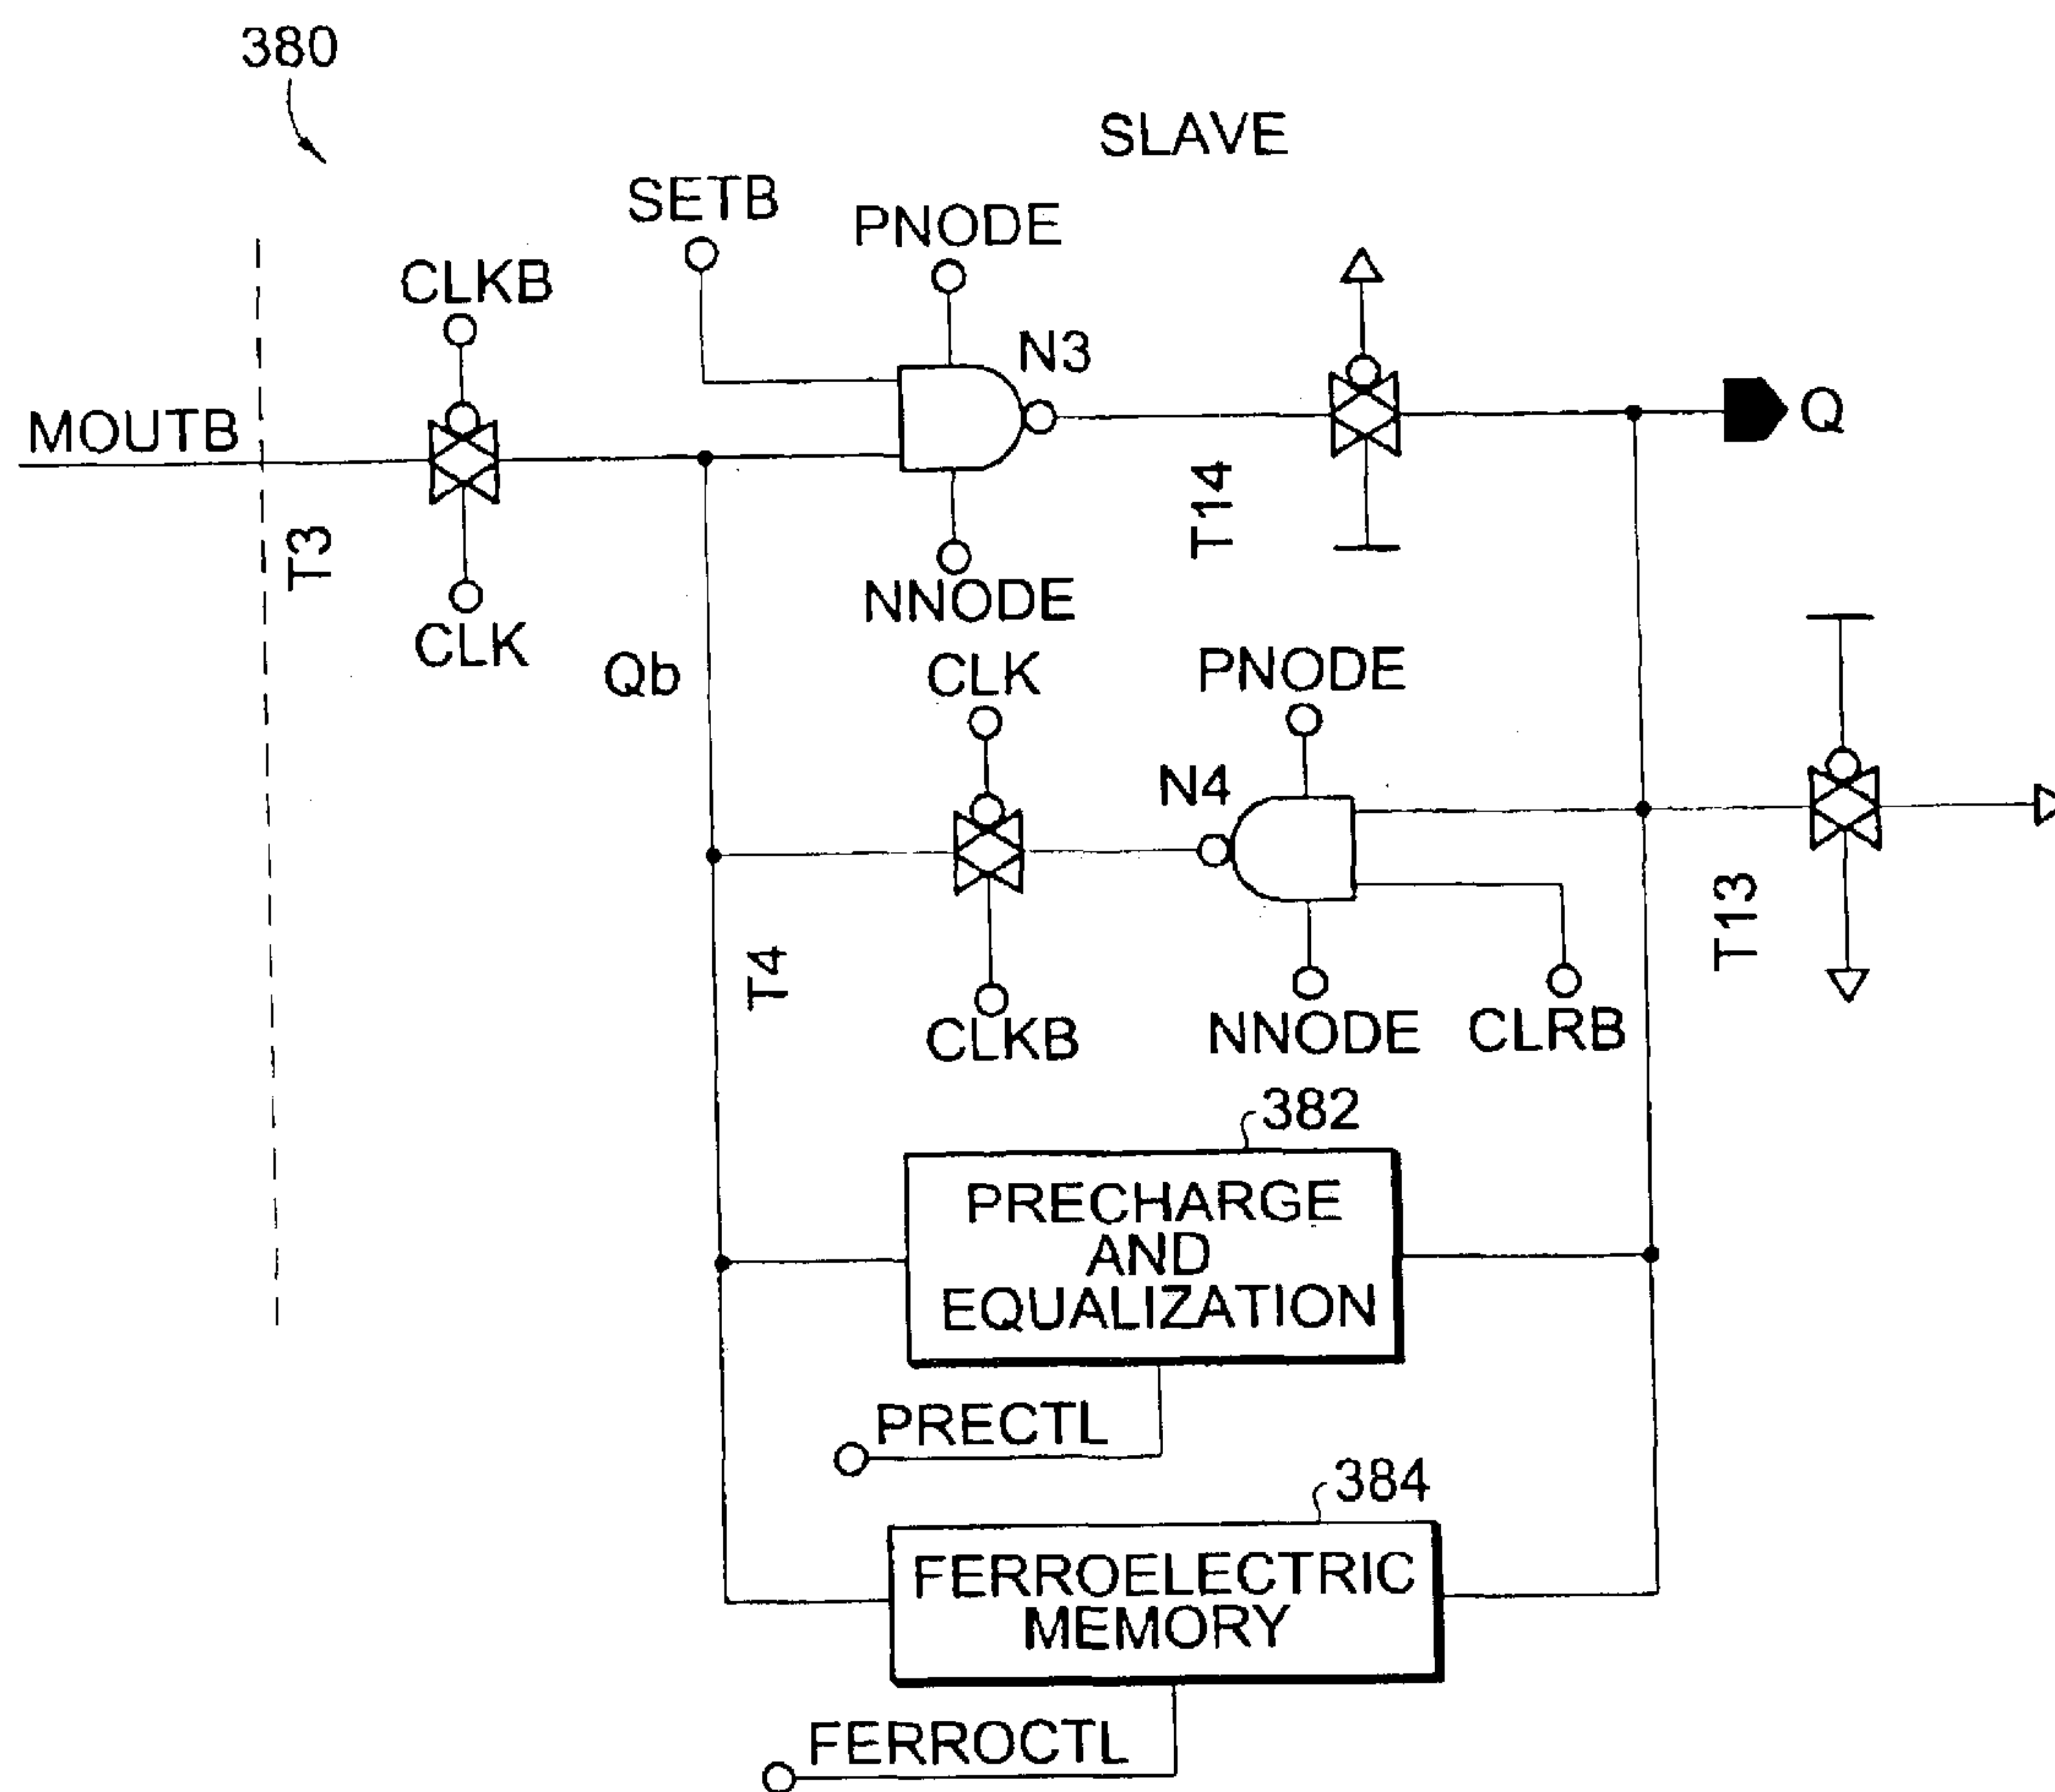 380
SLAVE
SETB
PNODE
CLKB
N3
MOUTB
Q
T14
T3
NNODE
CLK
Qb
CLK
PNODE
N4
T13
T4
CLKB
NNODE
CLRB
382
PRECHARGE
AND
EQUALIZATION
PRECTL
384
FERROELECTRIC
MEMORY
FERROCTL